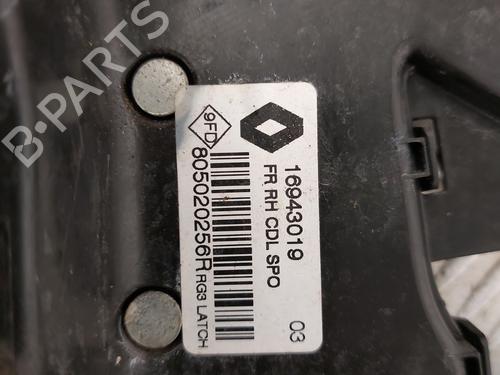 16943019
FR RH CDL SPO
03
9FD
805020256R RG3 LATCH
B-PARTS